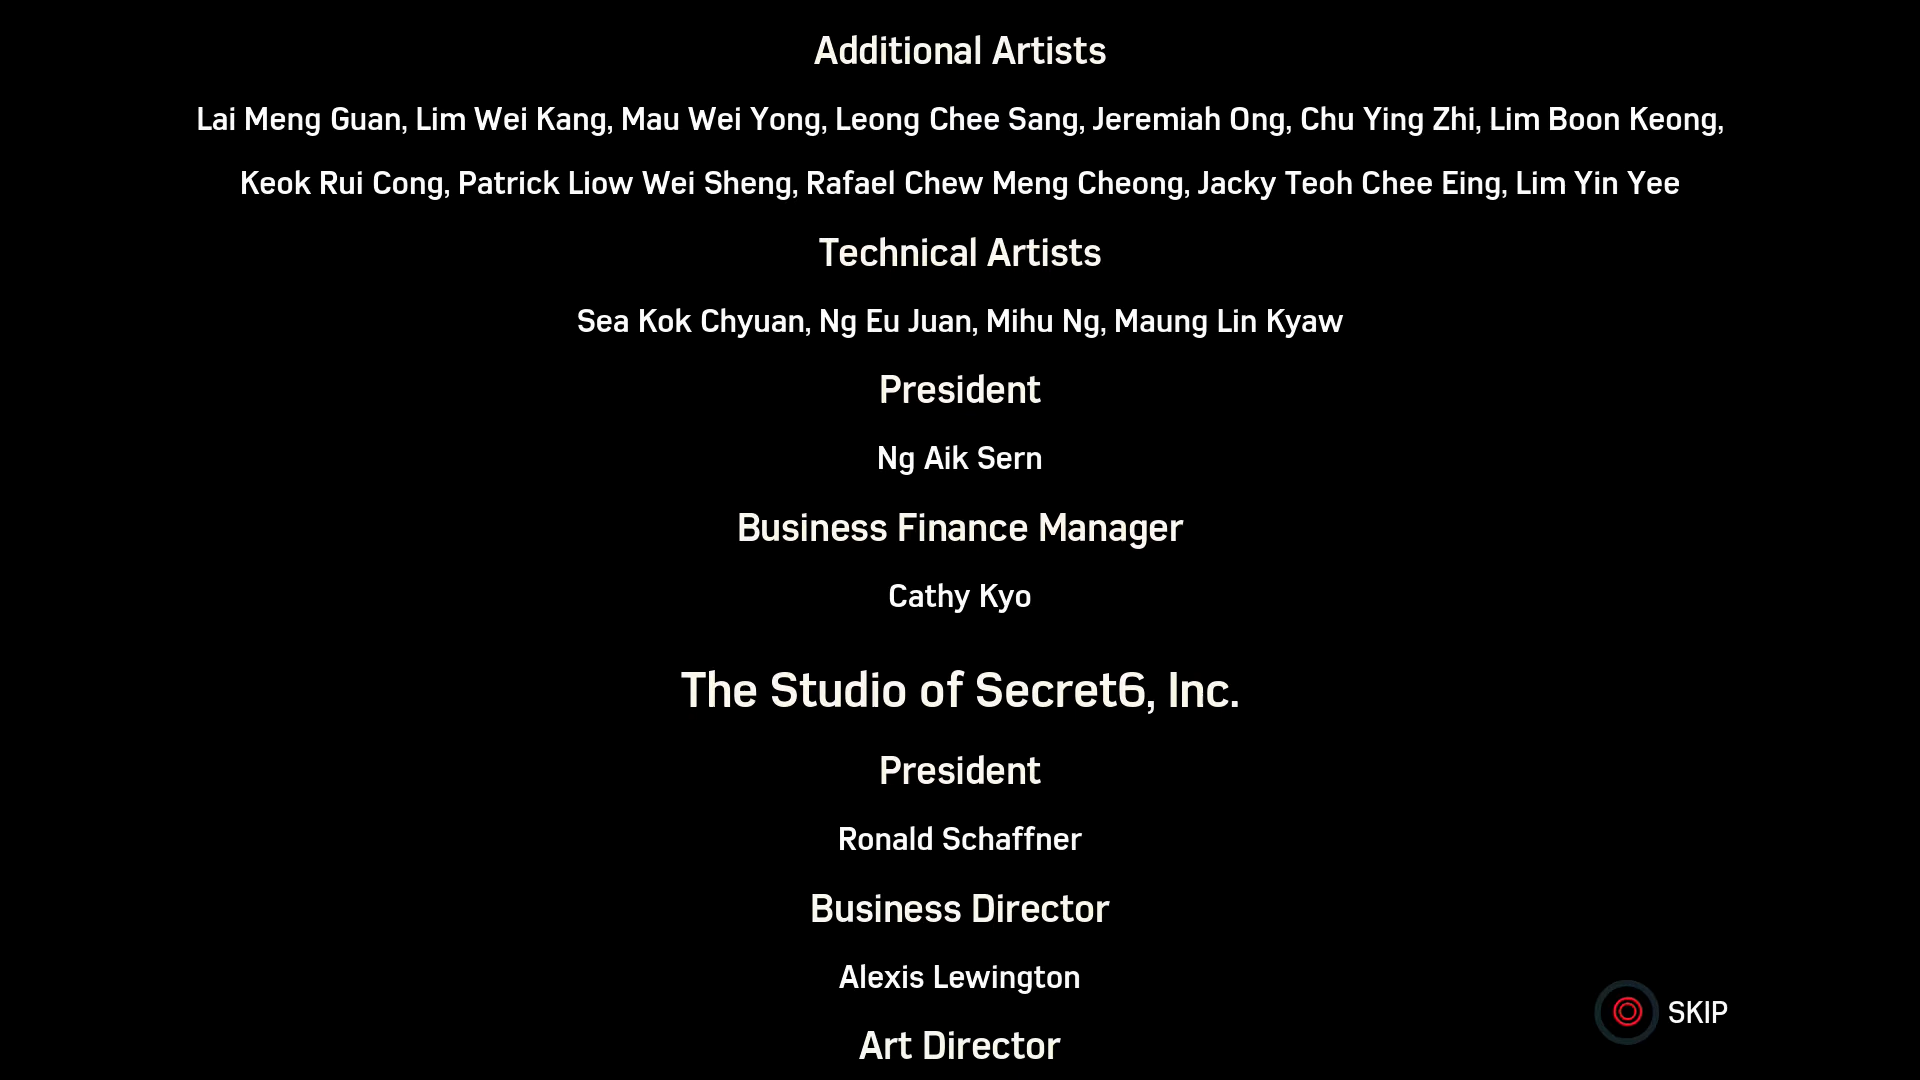 Additional Artists
Lai Meng Guan, Lim Wei Kang, Mau Wei Yong, Leong Chee Sang, Jeremiah Ong, Chu Ying Zhi, Lim Boon Keong,
Keok Rui Cong, Patrick Liow Wei Sheng, Rafael Chew Meng Cheong, Jacky Teoh Chee Eing, Lim Yin Yee
Technical Artists
Sea Kok Chyuan, Ng Eu Juan, Mihu Ng, Maung Lin Kyaw
President
Ng Aik Sern
Business Finance Manager
Cathy Kyo
The Studio of Secret6, Inc.
President
Ronald Schaffner
Business Director
Alexis Lewington
Art Director
SKIP